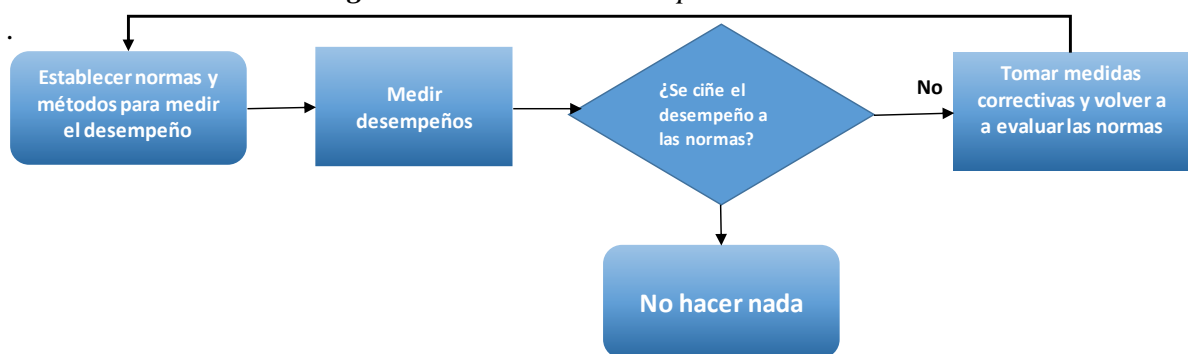 .
Establecer normas y
métodos para medir
el desempeño
Medir
desempeños
¿Se ciñe el
desempeño a
las normas?
No
Tomar medidas
correctivas y volver a
a evaluar las normas
No hacer nada